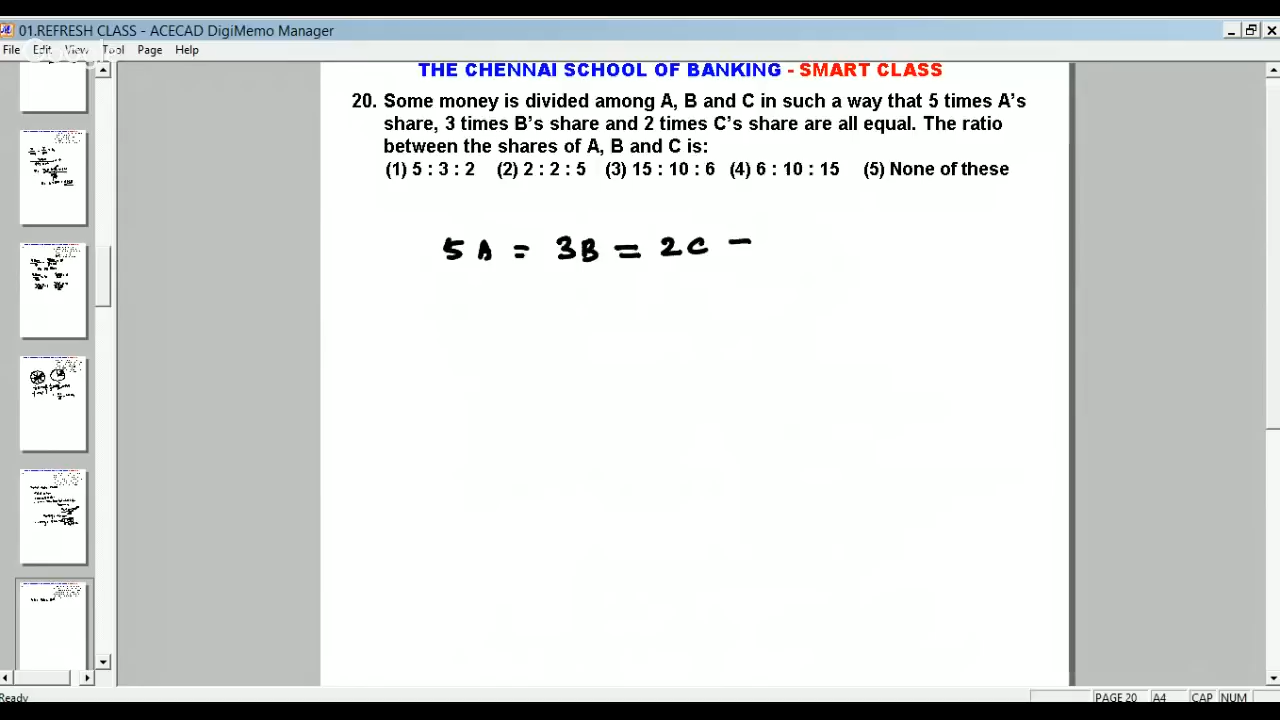 01.REFRESH CLASS - ACECAD DigiMemo Manager
File Edit View Tool Page Help
THE CHENNAI SCHOOL OF BANKING - SMART CLASS
20. Some money is divided among A, B and C in such a way that 5 times A's
share, 3 times B's share and 2 times C's share are all equal. The ratio
between the shares of A, B and C is:
(1) 5 : 3 : 2 (2) 2 : 2 : 5 (3) 15 : 10 : 6 (4) 6 : 10 : 15 (5) None of these
5A = 3B = 2C -
Ready PAGE 20 A4 CAP NUM